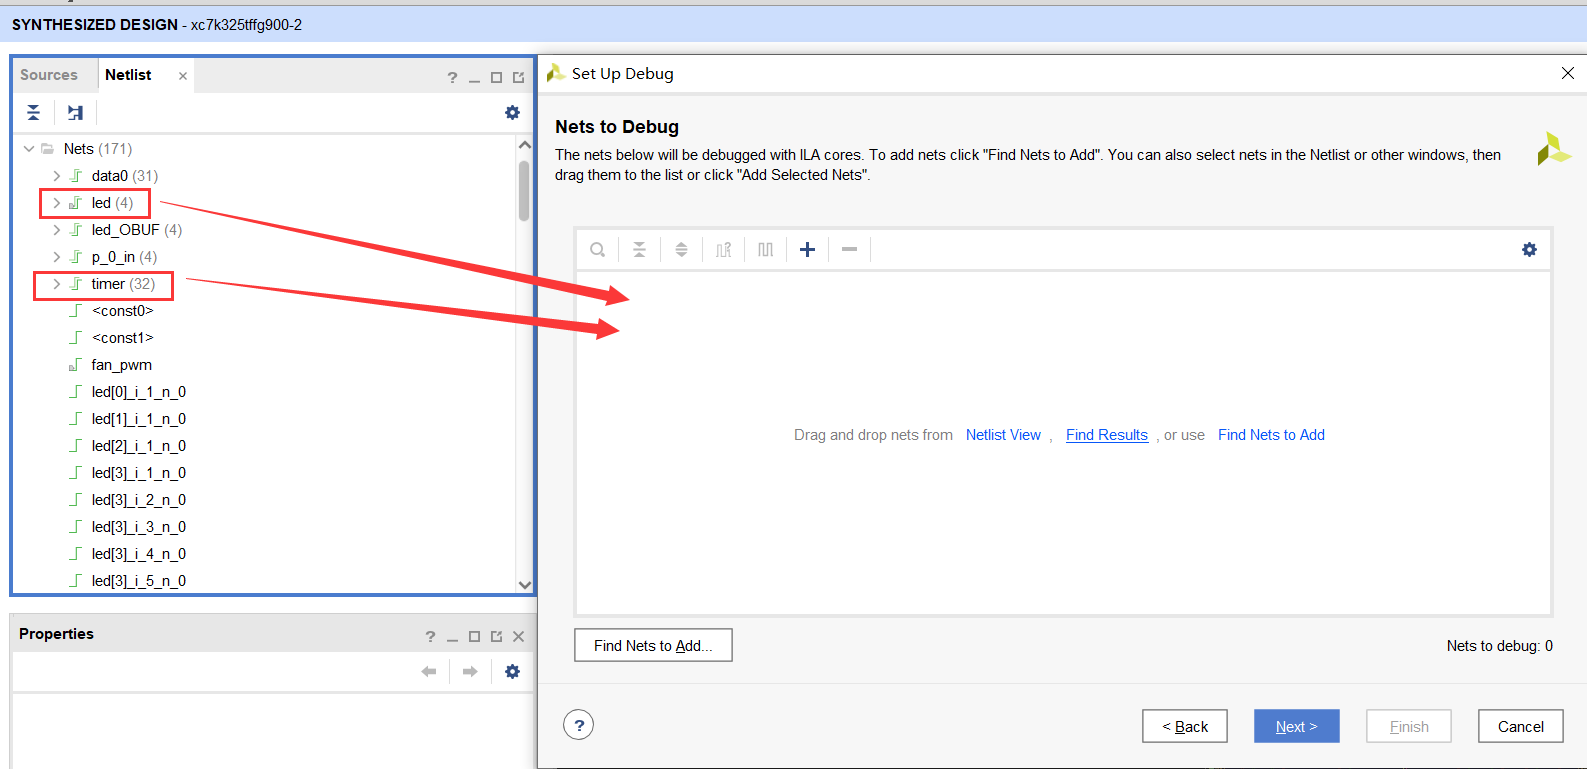 SYNTHESIZED DESIGN - xc7k325tffg900-2
Sources Netlist
Nets (171)
data0 (31)
led (4)
led_OBUF (4)
p_0_in (4)
timer (32)
<const0>
<const1>
fan_pwm
led[0]_i_1_n_0
led[1]_i_1_n_0
led[2]_i_1_n_0
led[3]_i_1_n_0
led[3]_i_2_n_0
led[3]_i_3_n_0
led[3]_i_4_n_0
led[3]_i_5_n_0
Properties
Set Up Debug
Nets to Debug
The nets below will be debugged with ILA cores. To add nets click "Find Nets to Add". You can also select nets in the Netlist or other windows, then
drag them to the list or click "Add Selected Nets".
Drag and drop nets from Netlist View , Find Results , or use Find Nets to Add
Find Nets to Add...
Nets to debug: 0
?
< Back
Next >
Finish
Cancel